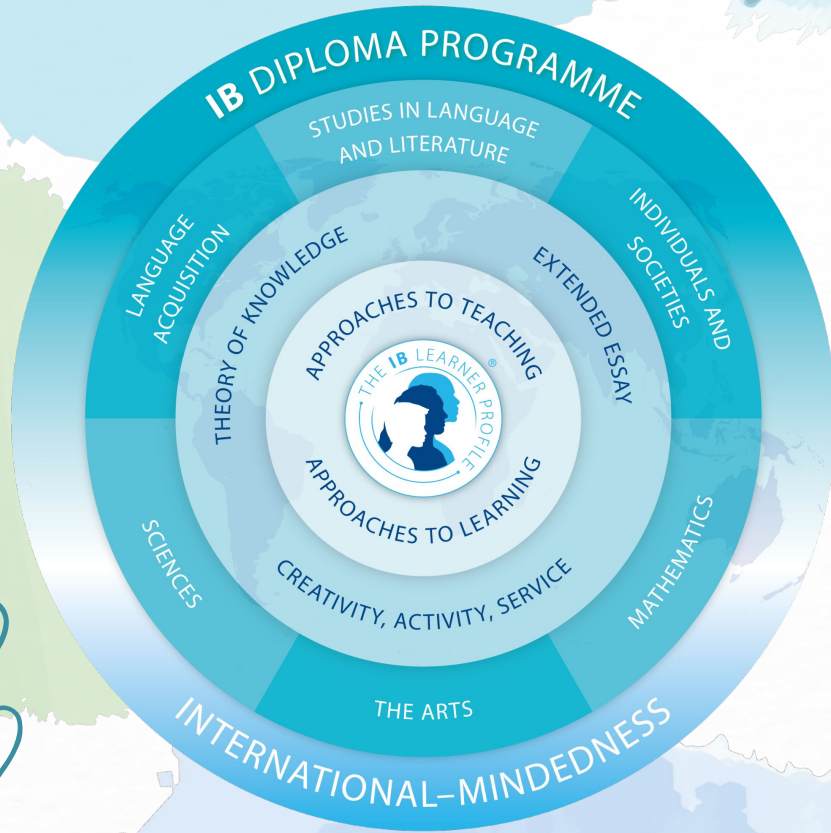 IB DIPLOMA PROGRAMME
STUDIES IN LANGUAGE
AND LITERATURE
LANGUAGE
ACQUISITION
INDIVIDUALS AND
SOCIETIES
THEORY OF KNOWLEDGE
EXTENDED ESSAY
APPROACHES TO TEACHING
THE IB LEARNER PROFILE
®
APPROACHES TO LEARNING
CREATIVITY, ACTIVITY, SERVICE
SCIENCES
MATHEMATICS
THE ARTS
INTERNATIONAL–MINDEDNESS